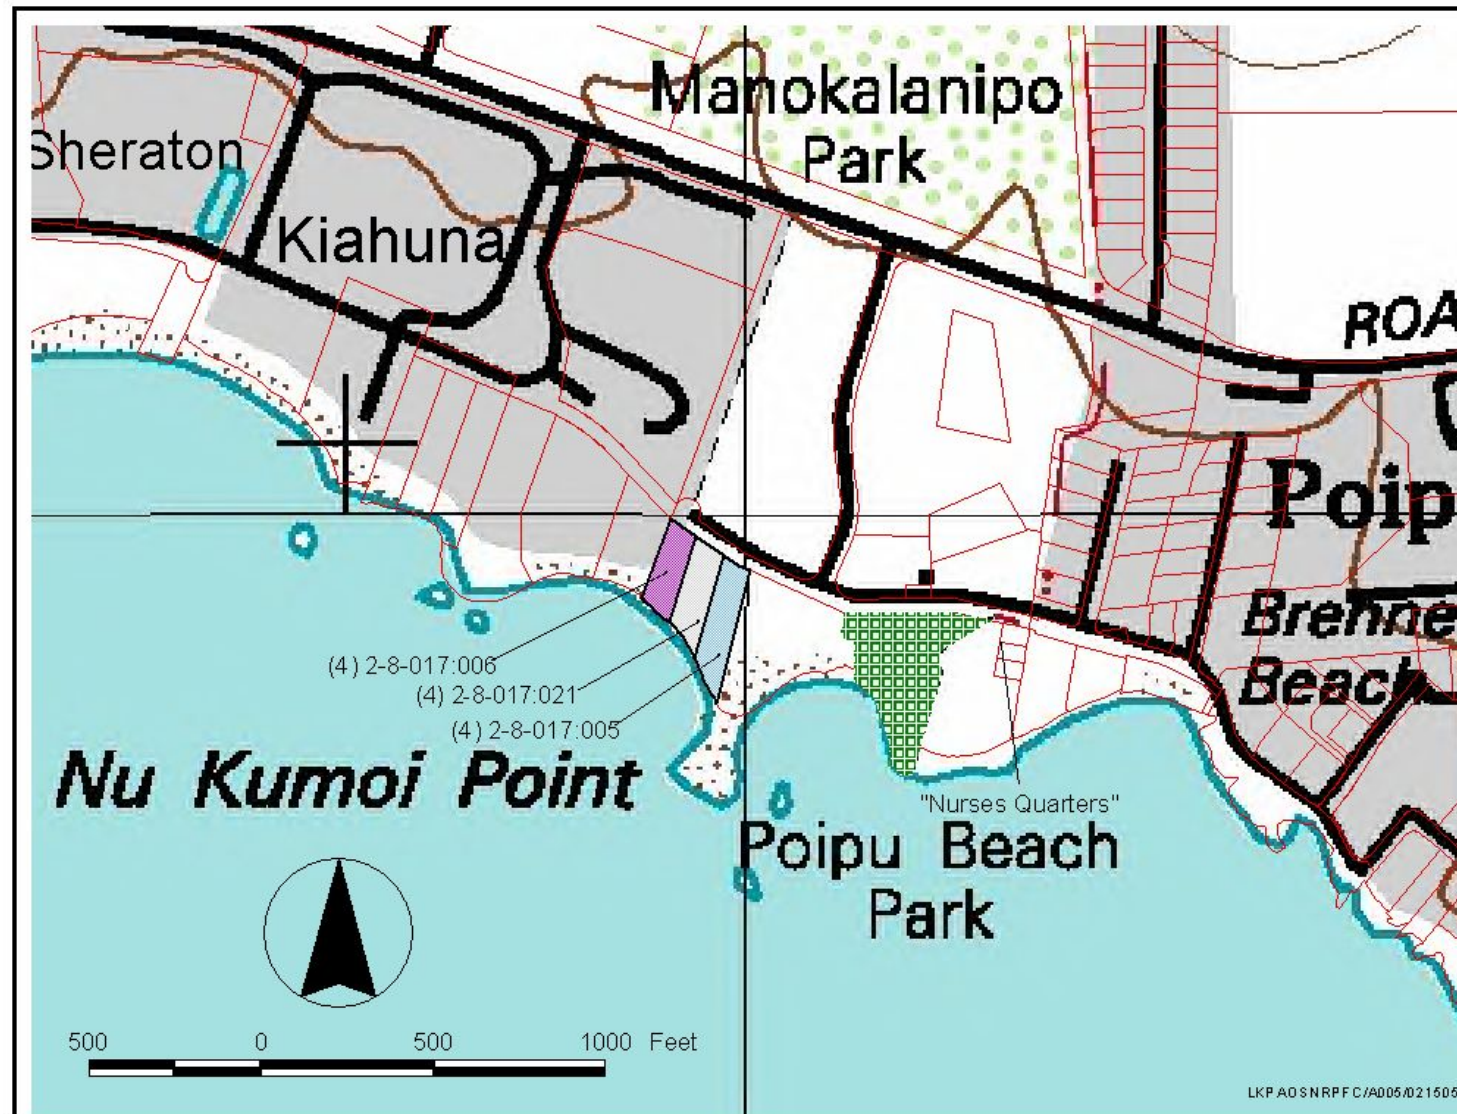 Manokalanipo
Park
Sheraton
Kiahuna
ROA
Poip
Brenne
Beach
(4) 2-8-017:006
(4) 2-8-017:021
(4) 2-8-017:005
Nu Kumoi Point
"Nurses Quarters"
Poipu Beach
Park
500 0 500 1000 Feet
LKPAOSNRPFC/A005/021505